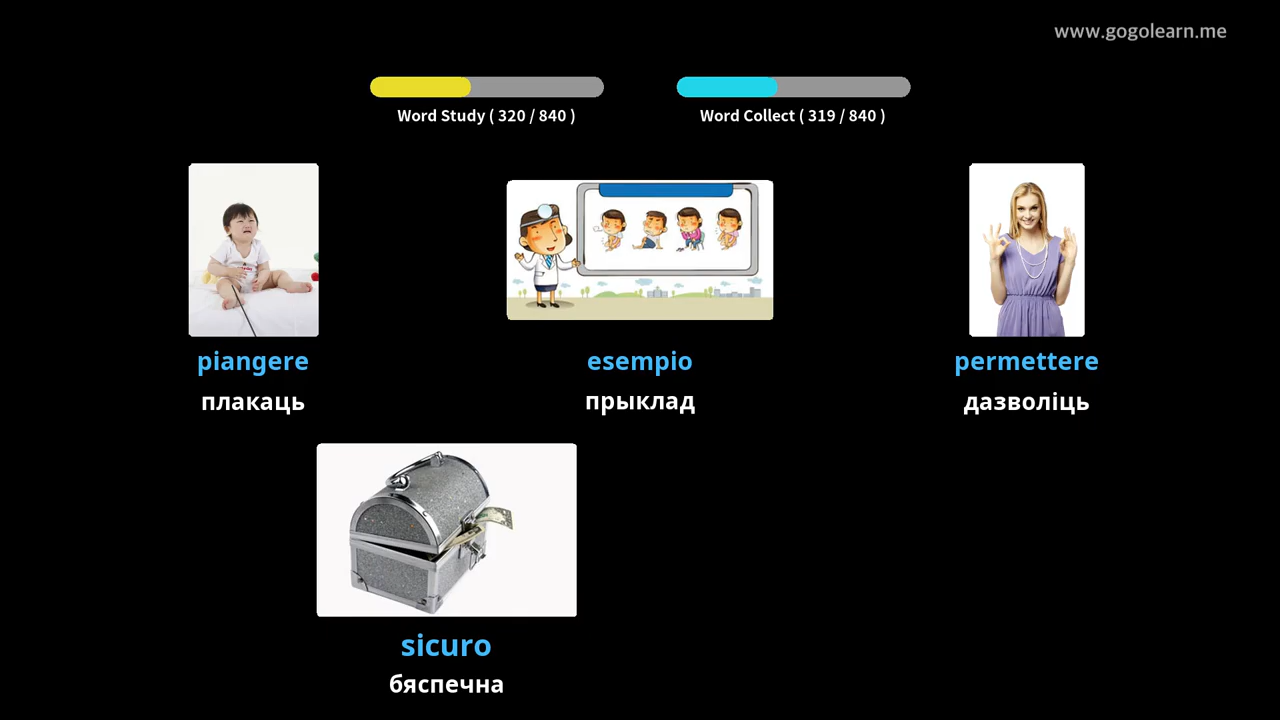 www.gogolearn.me
Word Study ( 320 / 840 )
Word Collect ( 319 / 840 )
piangere
плакаць
esempio
прыклад
permettere
дазволіць
sicuro
бяспечна